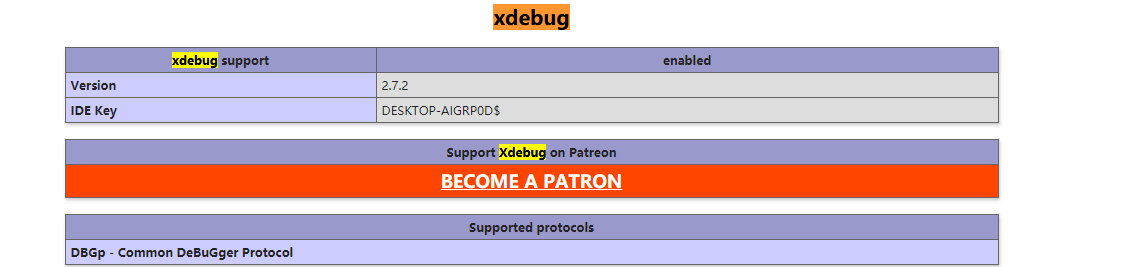 xdebug
xdebug support enabled
Version 2.7.2
IDE Key DESKTOP-AIGRP0D$
Support Xdebug on Patreon
BECOME A PATRON
Supported protocols
DBGp - Common DeBuGger Protocol